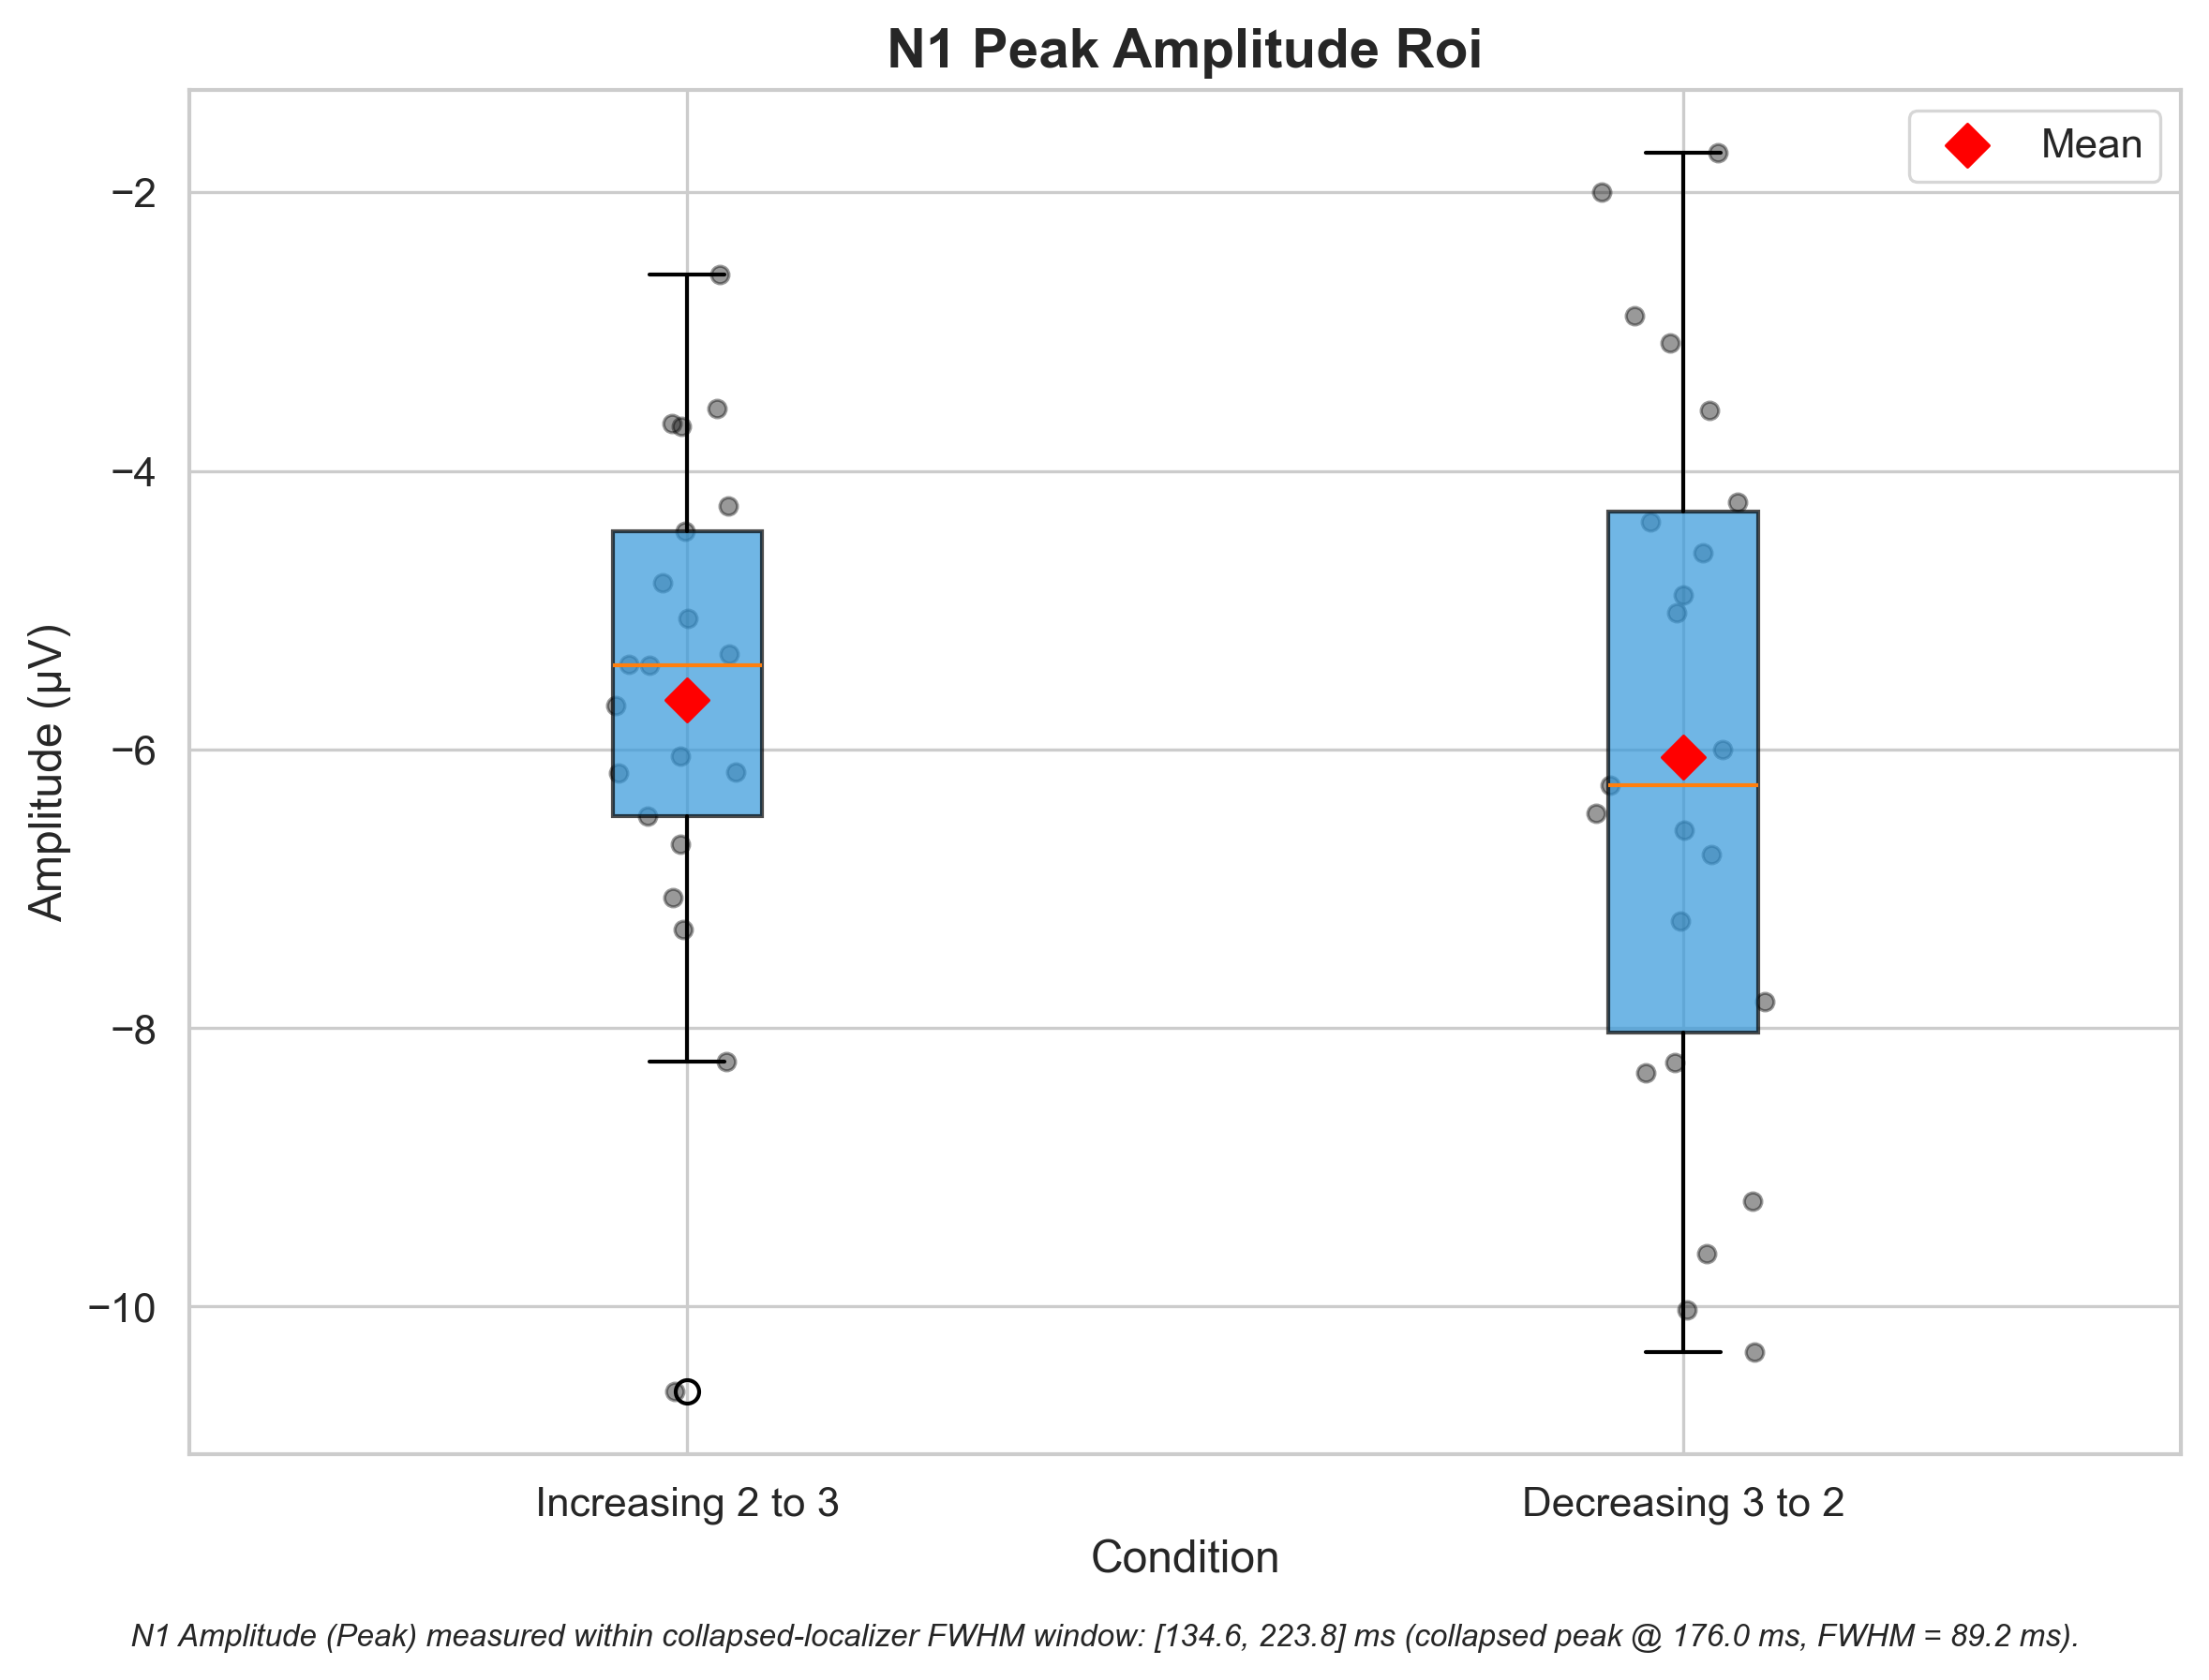 N1 Peak Amplitude Roi
Mean
−2
−4
−6
−8
−10
Amplitude (μV)
Increasing 2 to 3
Decreasing 3 to 2
Condition
N1 Amplitude (Peak) measured within collapsed-localizer FWHM window: [134.6, 223.8] ms (collapsed peak @ 176.0 ms, FWHM = 89.2 ms).